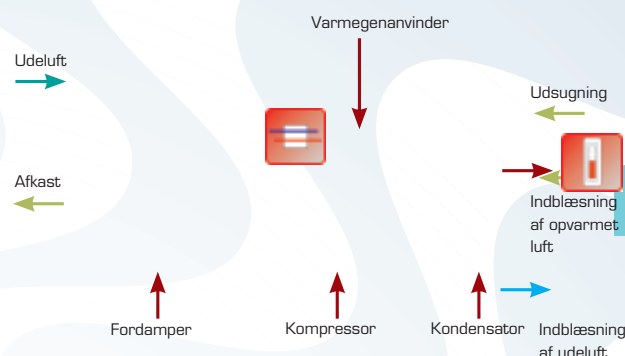 Varmegenanvinder
Udeluft
Udsugning
Afkast
Indblæsning
af opvarmet
luft
Fordamper
Kompressor
Kondensator
Indblæsning
af udeluft